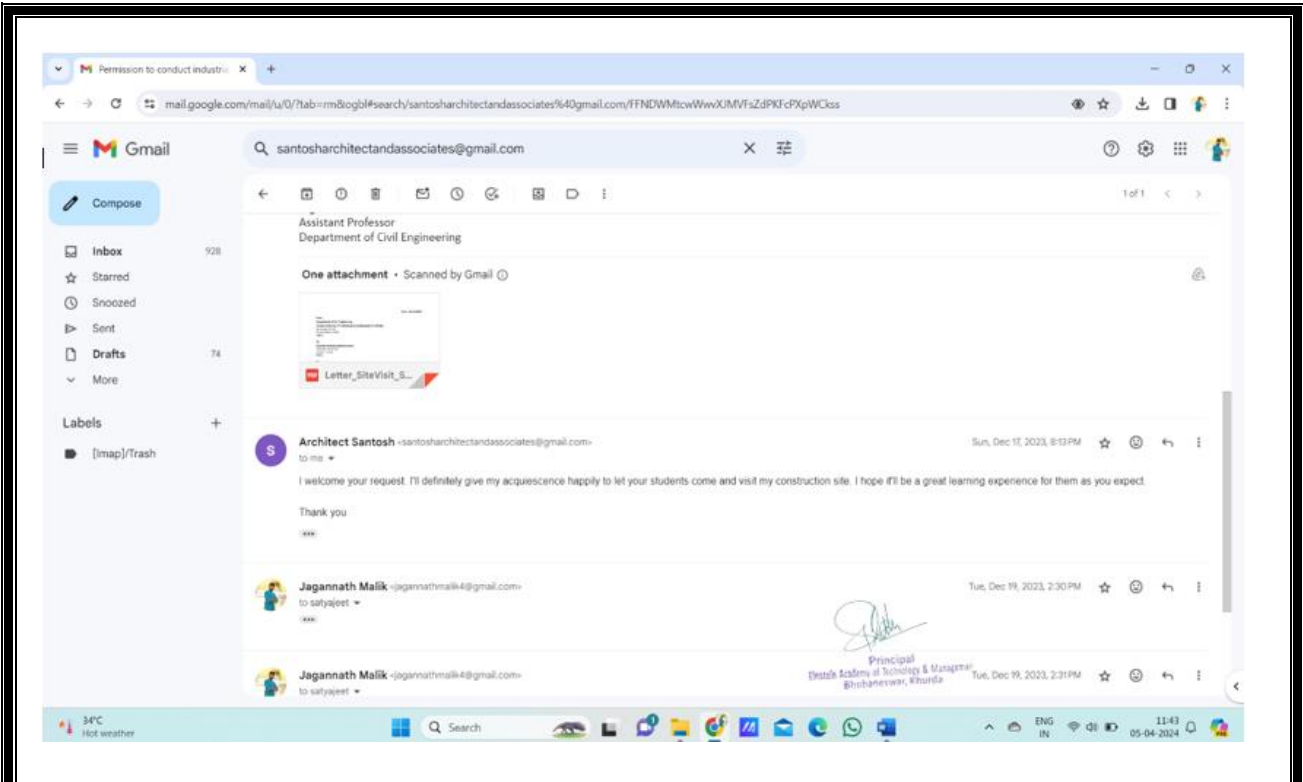 Permission to conduct industri
mail.google.com/mail/u/0/?tab=rm&ogbl#search/santosharchitectandassociates%40gmail.com/
Gmail
santosharchitectandassociates@gmail.com
Compose
1 of 1
Inbox 928
Starred
Snoozed
Sent
Drafts 74
More
Labels
[Imap]/Trash
Assistant Professor
Department of Civil Engineering
One attachment • Scanned by Gmail
PDF Letter_SiteVisit_S...
S
Architect Santosh <santosharchitectandassociates@gmail.com> Sun, Dec 17, 2023, 8:13 PM
to me
I welcome your request. I'll definitely give my acquiescence happily to let your students come and visit my construction site. I hope it'll be a great learning experience for them as you expect.
Thank you
Jagannath Malik <jagannathmalik4@gmail.com> Tue, Dec 19, 2023, 2:30 PM
to satyajeet
Principal
Einstein Academy of Technology & Management
Bhubaneswar, Khurda
Jagannath Malik <jagannathmalik4@gmail.com> Tue, Dec 19, 2023, 2:31 PM
to satyajeet
34°C
Hot weather
Search
ENG
IN
11:43
05-04-2024